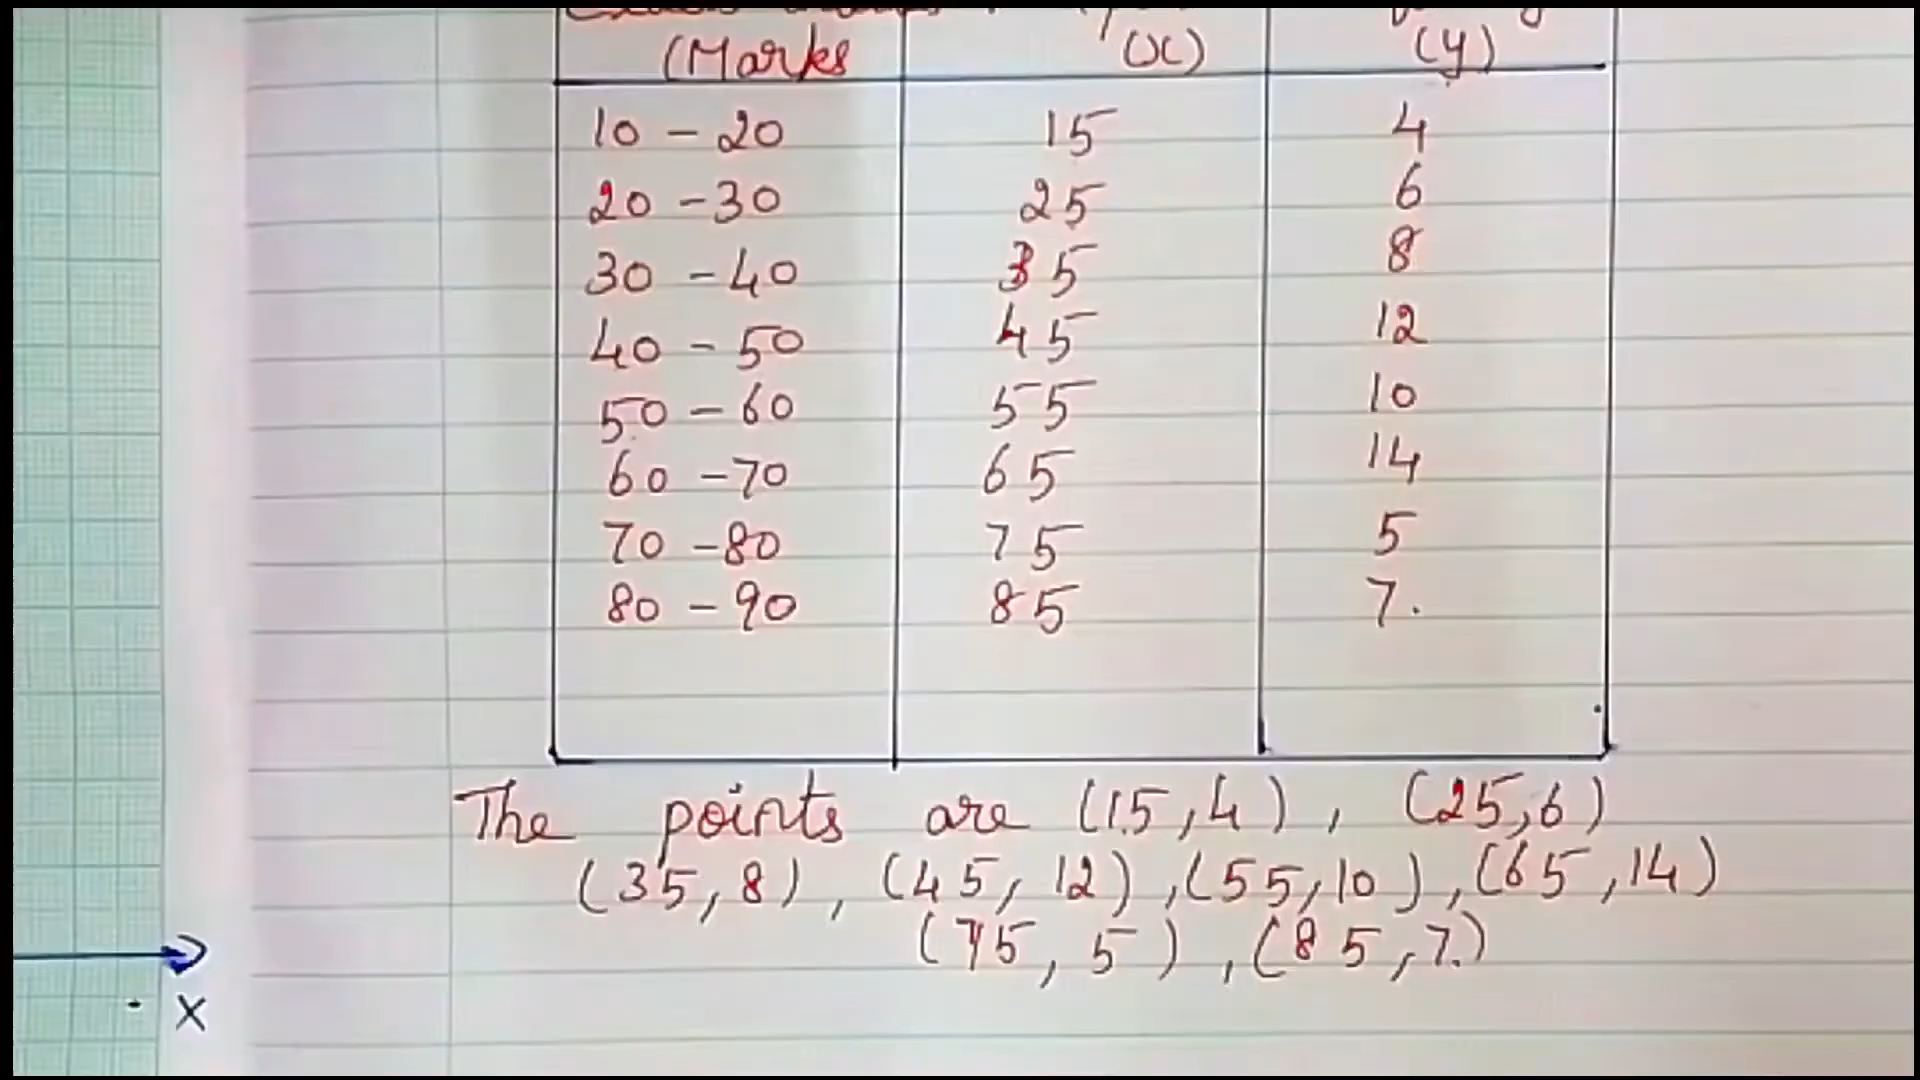 (Marks (x) (y)
10 - 20 15 4
20 - 30 25 6
30 - 40 35 8
40 - 50 45 12
50 - 60 55 10
60 - 70 65 14
70 - 80 75 5
80 - 90 85 7.
The points are (15,4), (25,6)
(35,8), (45, 12), (55,10), (65,14)
(75, 5), (85,7.)
X